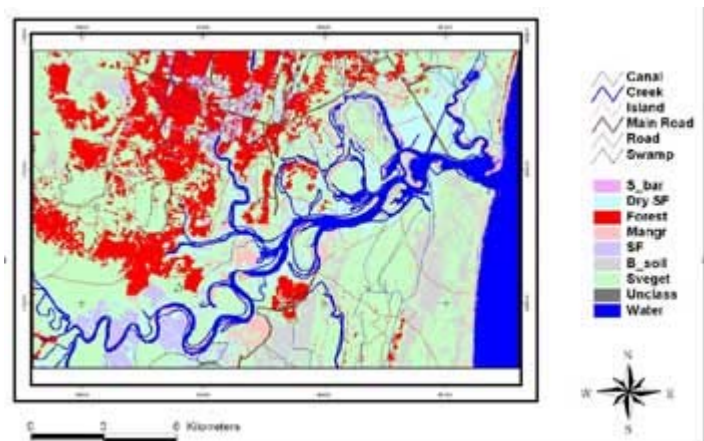 Canal
Creek
Island
Main Road
Road
Swamp
S_bar
Dry SF
Forest
Mangr
SF
B_soil
Sveget
Unclass
Water
N
W E
S
0 3 6 Kilometers